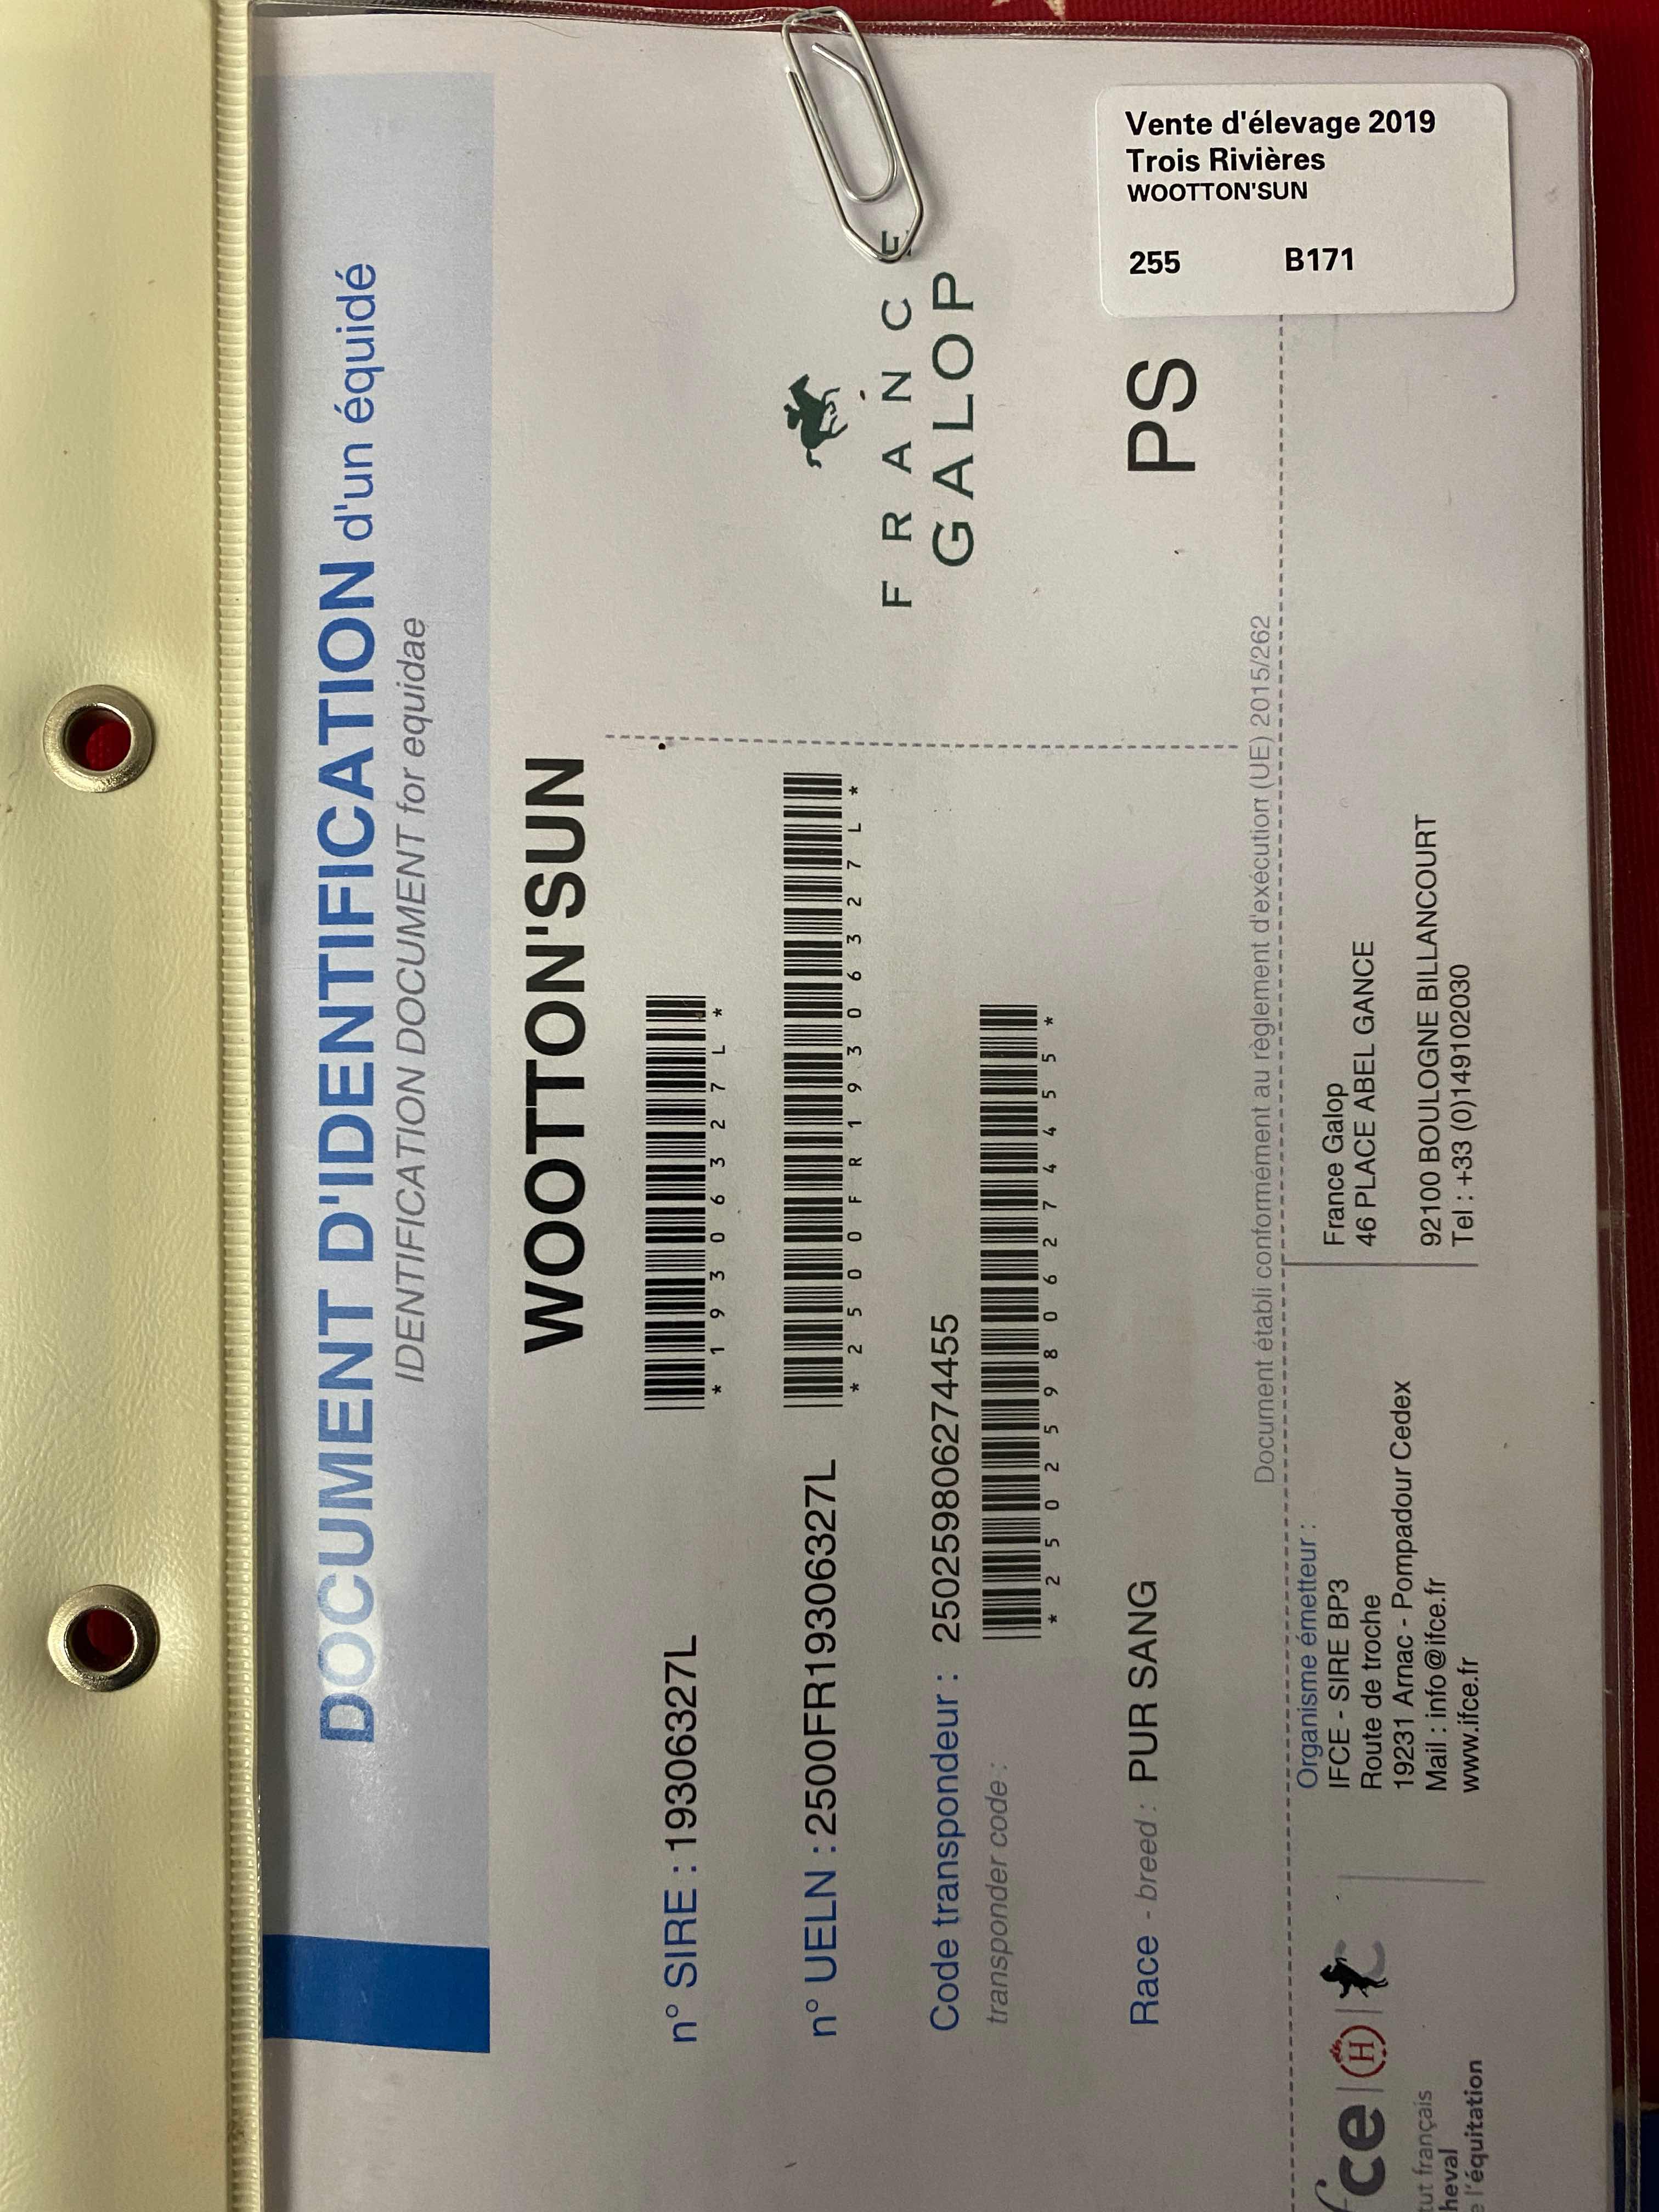 DOCUMENT D'IDENTIFICATION d'un équidé
IDENTIFICATION DOCUMENT for equidae
WOOTTON'SUN
n° SIRE : 19306327L
*19306327L*
n° UELN : 2500FR19306327L
*2500FR19306327L*
Code transpondeur : 250259806274455
transponder code :
*250259806274455*
Race - breed : PUR SANG
FRANCE
GALOP
PS
Vente d'élevage 2019
Trois Rivières
WOOTTON'SUN
255 B171
Document établi conformément au règlement d'exécution (UE) 2015/262
Organisme émetteur :
IFCE - SIRE BP3
Route de troche
19231 Arnac - Pompadour Cedex
Mail : info@ifce.fr
www.ifce.fr
France Galop
46 PLACE ABEL GANCE
92100 BOULOGNE BILLANCOURT
Tel : +33 (0)149102030
fce
H
français
l'équitation